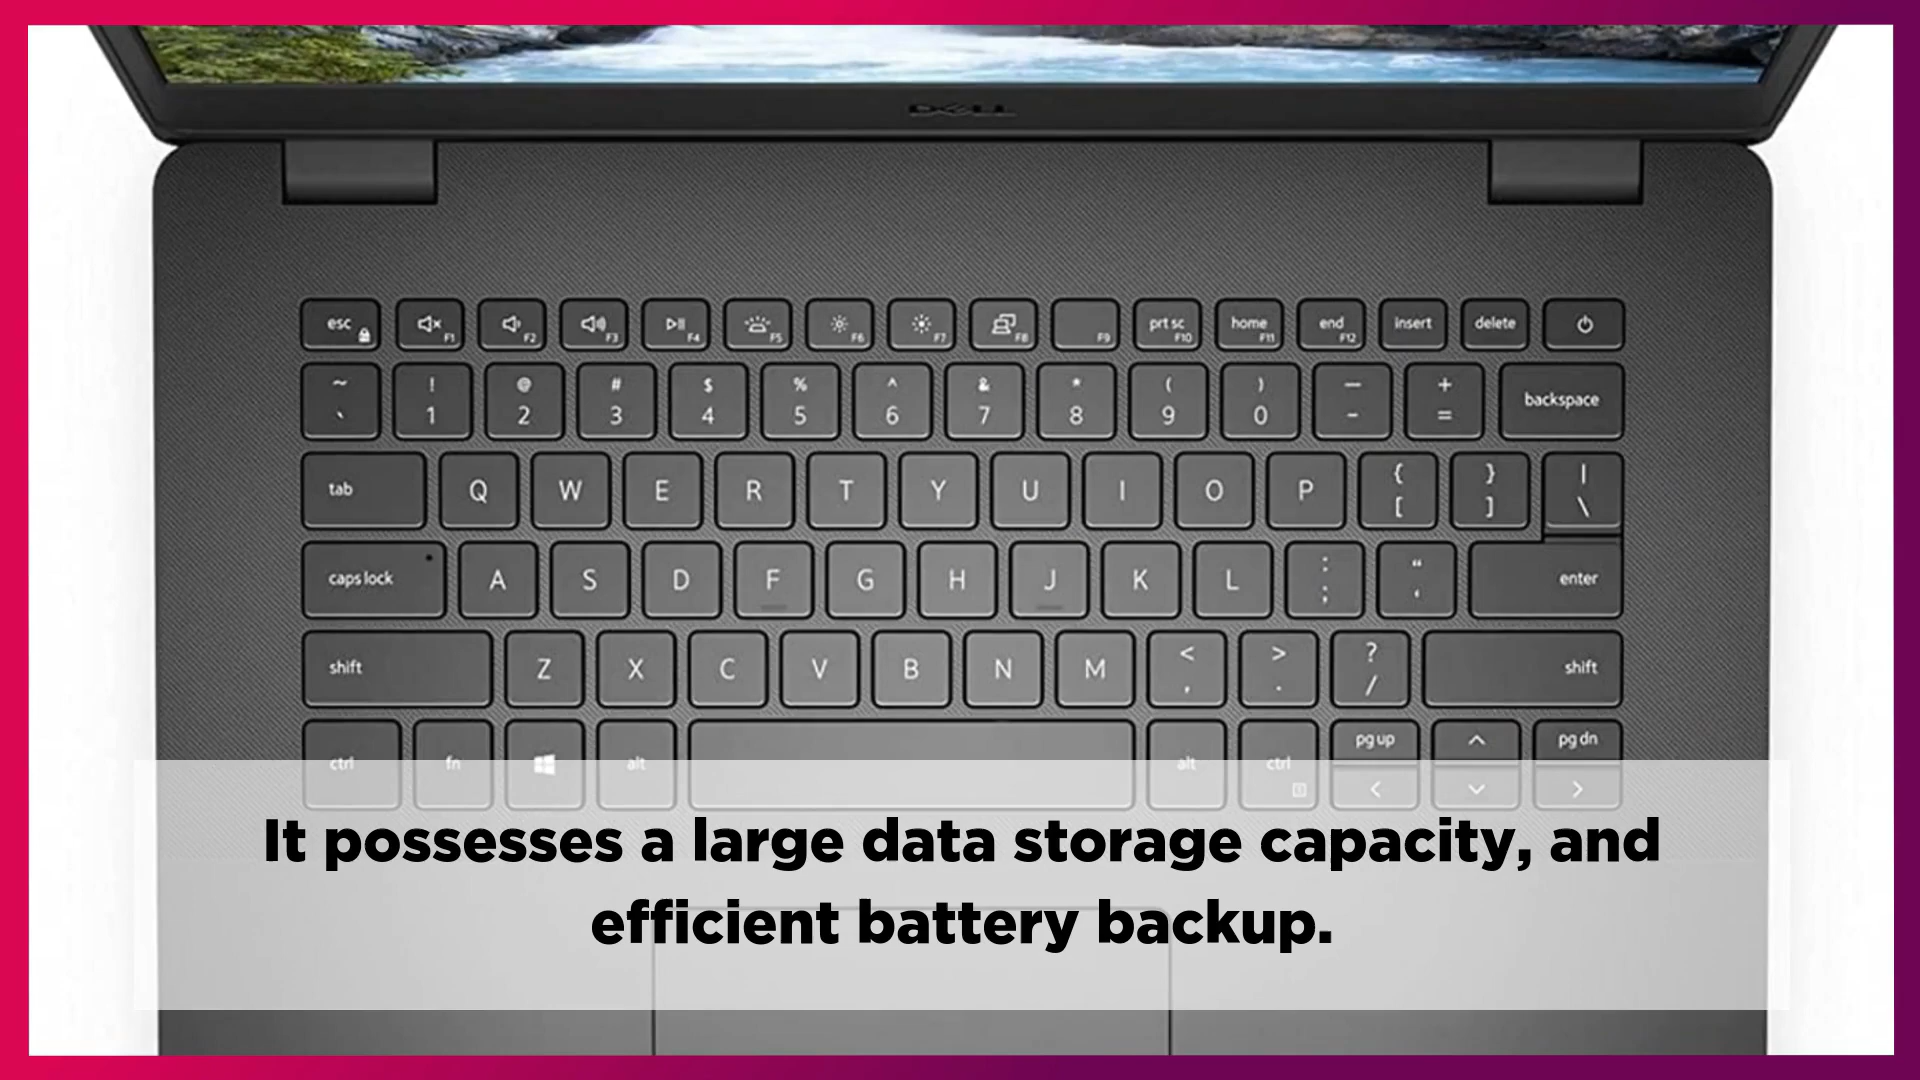 DELL
esc F1 F2 F3 F4 F5 F6 F7 F8 F9 prt sc F10 home F11 end F12 insert delete
~ ! @ # $ % ^ & * ( ) — +
` 1 2 3 4 5 6 7 8 9 0 - = backspace
tab Q W E R T Y U I O P { [ } ] | \
caps lock A S D F G H J K L : ; “ ‘ enter
shift Z X C V B N M < , > . ? / shift
ctrl fn alt alt ctrl pg up ^ pg dn
< v >
It possesses a large data storage capacity, and
efficient battery backup.